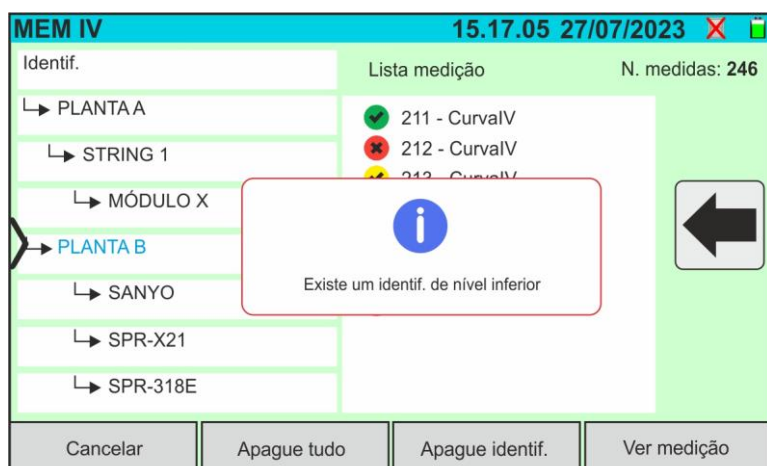 MEM IV 15.17.05 27/07/2023
Identif. Lista medição N. medidas: 246
PLANTA A
STRING 1
MÓDULO X
PLANTA B
SANYO
SPR-X21
SPR-318E
211 - CurvaIV
212 - CurvaIV
213 - CurvaIV
Existe um identif. de nível inferior
Cancelar Apague tudo Apague identif. Ver medição